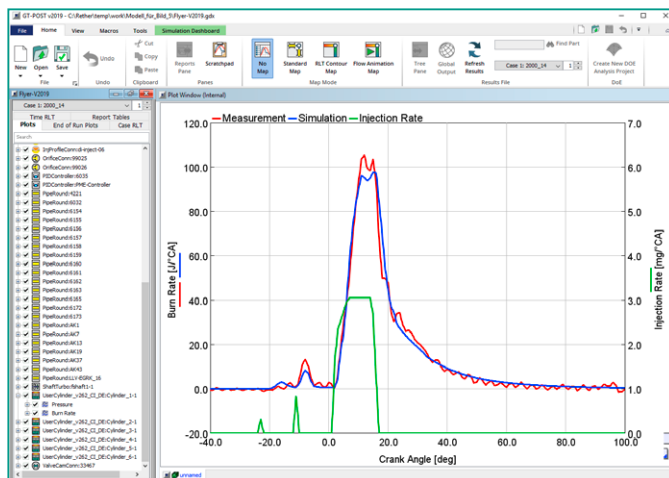 GT-POST v2019 - C:\Rether\temp\work\Modell_für_Bild_5\Flyer-V2019.gdx
File Home View Macros Tools Simulation Dashboard
New Open Save
Undo
Cut
Copy
Paste
Reports Pane
Scratchpad
No Map
Standard Map
RLT Contour Map
Flow Animation Map
Tree Pane
Global Output
Refresh Results
Find Part
Case 1: 2000_14 1
Create New DOE Analysis Project
File Undo Clipboard Panes Map Mode Results File DoE
Flyer-V2019
Case 1: 2000_14 1
Time RLT Report Tables
Plots End of Run Plots Case RLT
Search
InjProfileConn:di-inject-06
OrificeConn:99025
OrificeConn:99026
PIDController:6035
PIDController:PME-Controller
PipeRound:4221
PipeRound:6032
PipeRound:6154
PipeRound:6155
PipeRound:6156
PipeRound:6157
PipeRound:6158
PipeRound:6159
PipeRound:6160
PipeRound:6161
PipeRound:6162
PipeRound:6163
PipeRound:6165
PipeRound:6172
PipeRound:6173
PipeRound:AK1
PipeRound:AK7
PipeRound:AK13
PipeRound:AK19
PipeRound:AK37
PipeRound:AK43
PipeRound:LLV-EGRK_16
ShaftTurbo:Wshaft1-1
UserCylinder_v262_CI_DE:Cylinder_1-1
Pressure
Burn Rate
UserCylinder_v262_CI_DE:Cylinder_2-1
UserCylinder_v262_CI_DE:Cylinder_3-1
UserCylinder_v262_CI_DE:Cylinder_4-1
UserCylinder_v262_CI_DE:Cylinder_5-1
UserCylinder_v262_CI_DE:Cylinder_6-1
ValveCamConn:33467
Plot Window (Internal)
Measurement Simulation Injection Rate
120.0
100.0
80.0
60.0
40.0
20.0
0.0
-20.0
Burn Rate [J/°CA]
7.0
6.0
5.0
4.0
3.0
2.0
1.0
0.0
Injection Rate [mg/°CA]
-40.0 -20.0 0.0 20.0 40.0 60.0 80.0 100.0
Crank Angle [deg]
unnamed